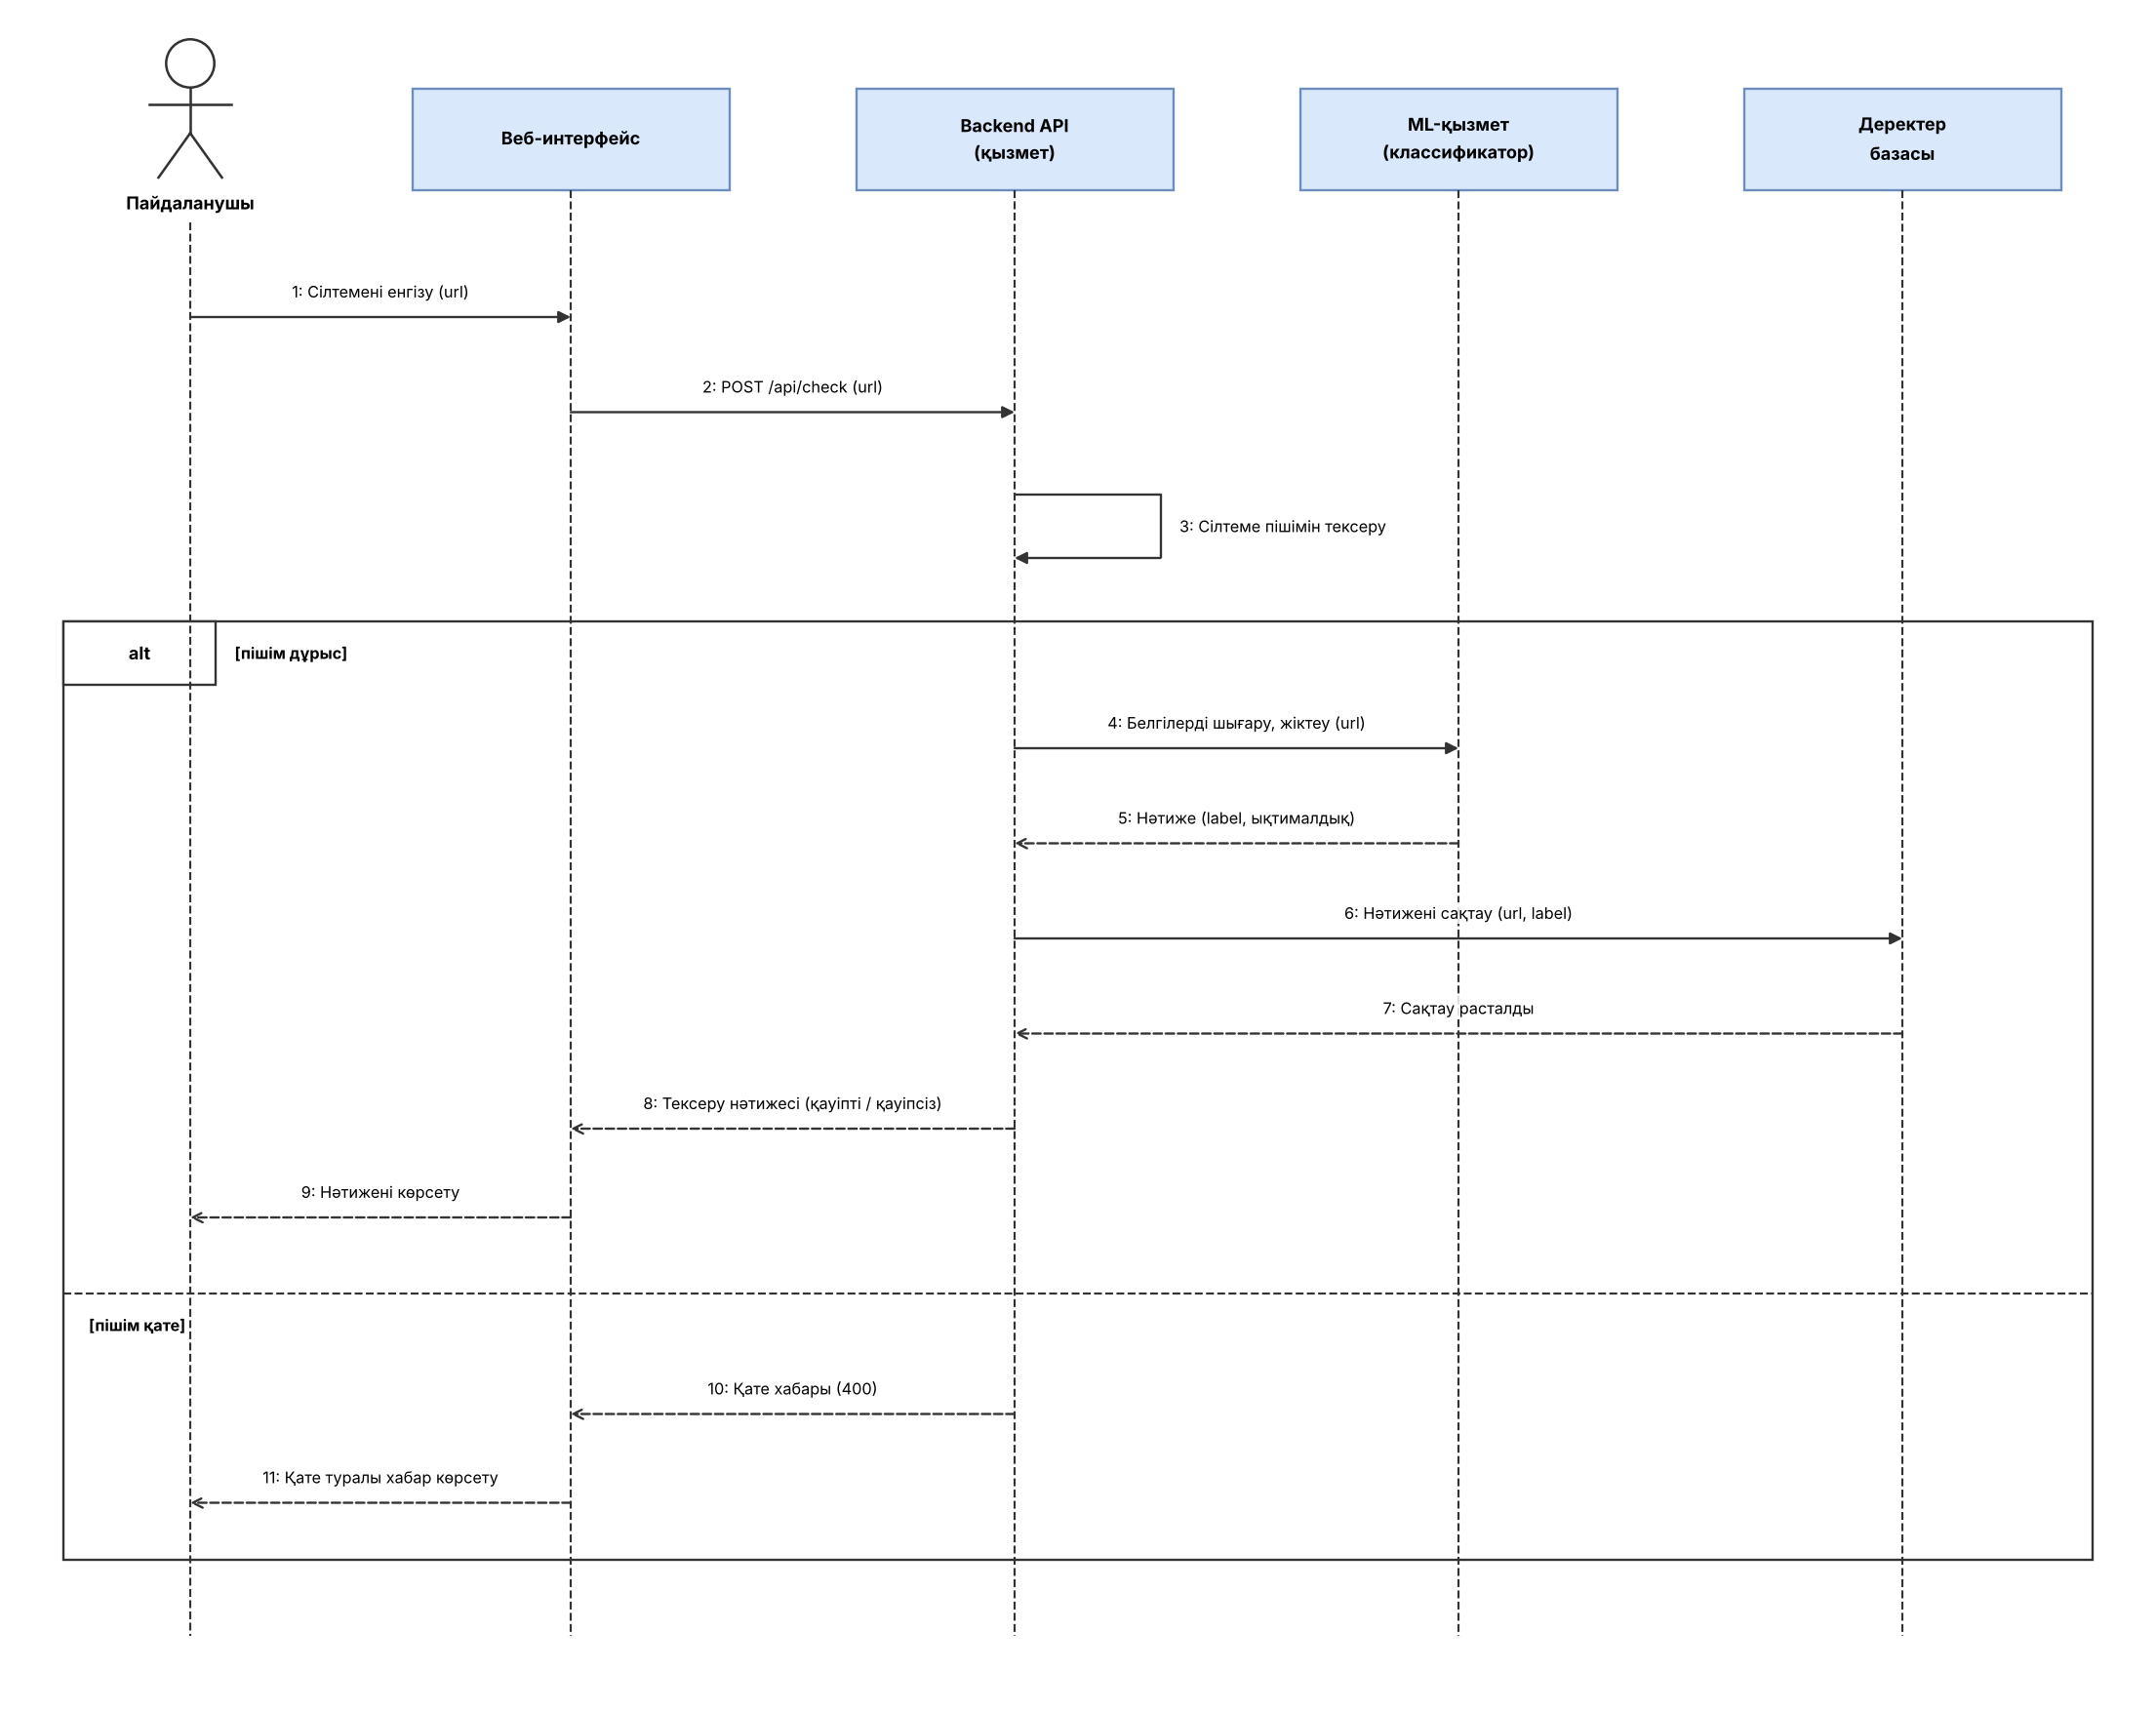 Пайдаланушы
Веб-интерфейс
Backend API
(қызмет)
ML-қызмет
(классификатор)
Деректер
базасы
1: Сілтемені енгізу (url)
2: POST /api/check (url)
3: Сілтеме пішімін тексеру
alt
[пішім дұрыс]
4: Белгілерді шығару, жіктеу (url)
5: Нәтиже (label, ықтималдық)
6: Нәтижені сақтау (url, label)
7: Сақтау расталды
8: Тексеру нәтижесі (қауіпті / қауіпсіз)
9: Нәтижені көрсету
[пішім қате]
10: Қате хабары (400)
11: Қате туралы хабар көрсету